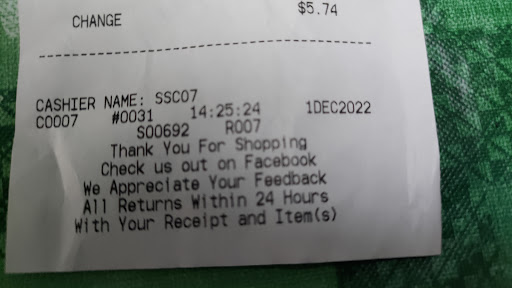 CHANGE $5.74
CASHIER NAME: SSC07
C0007 #0031 14:25:24 1DEC2022
S00692 R007
Thank You For Shopping
Check us out on Facebook
We Appreciate Your Feedback
All Returns Within 24 Hours
With Your Receipt and Item(s)